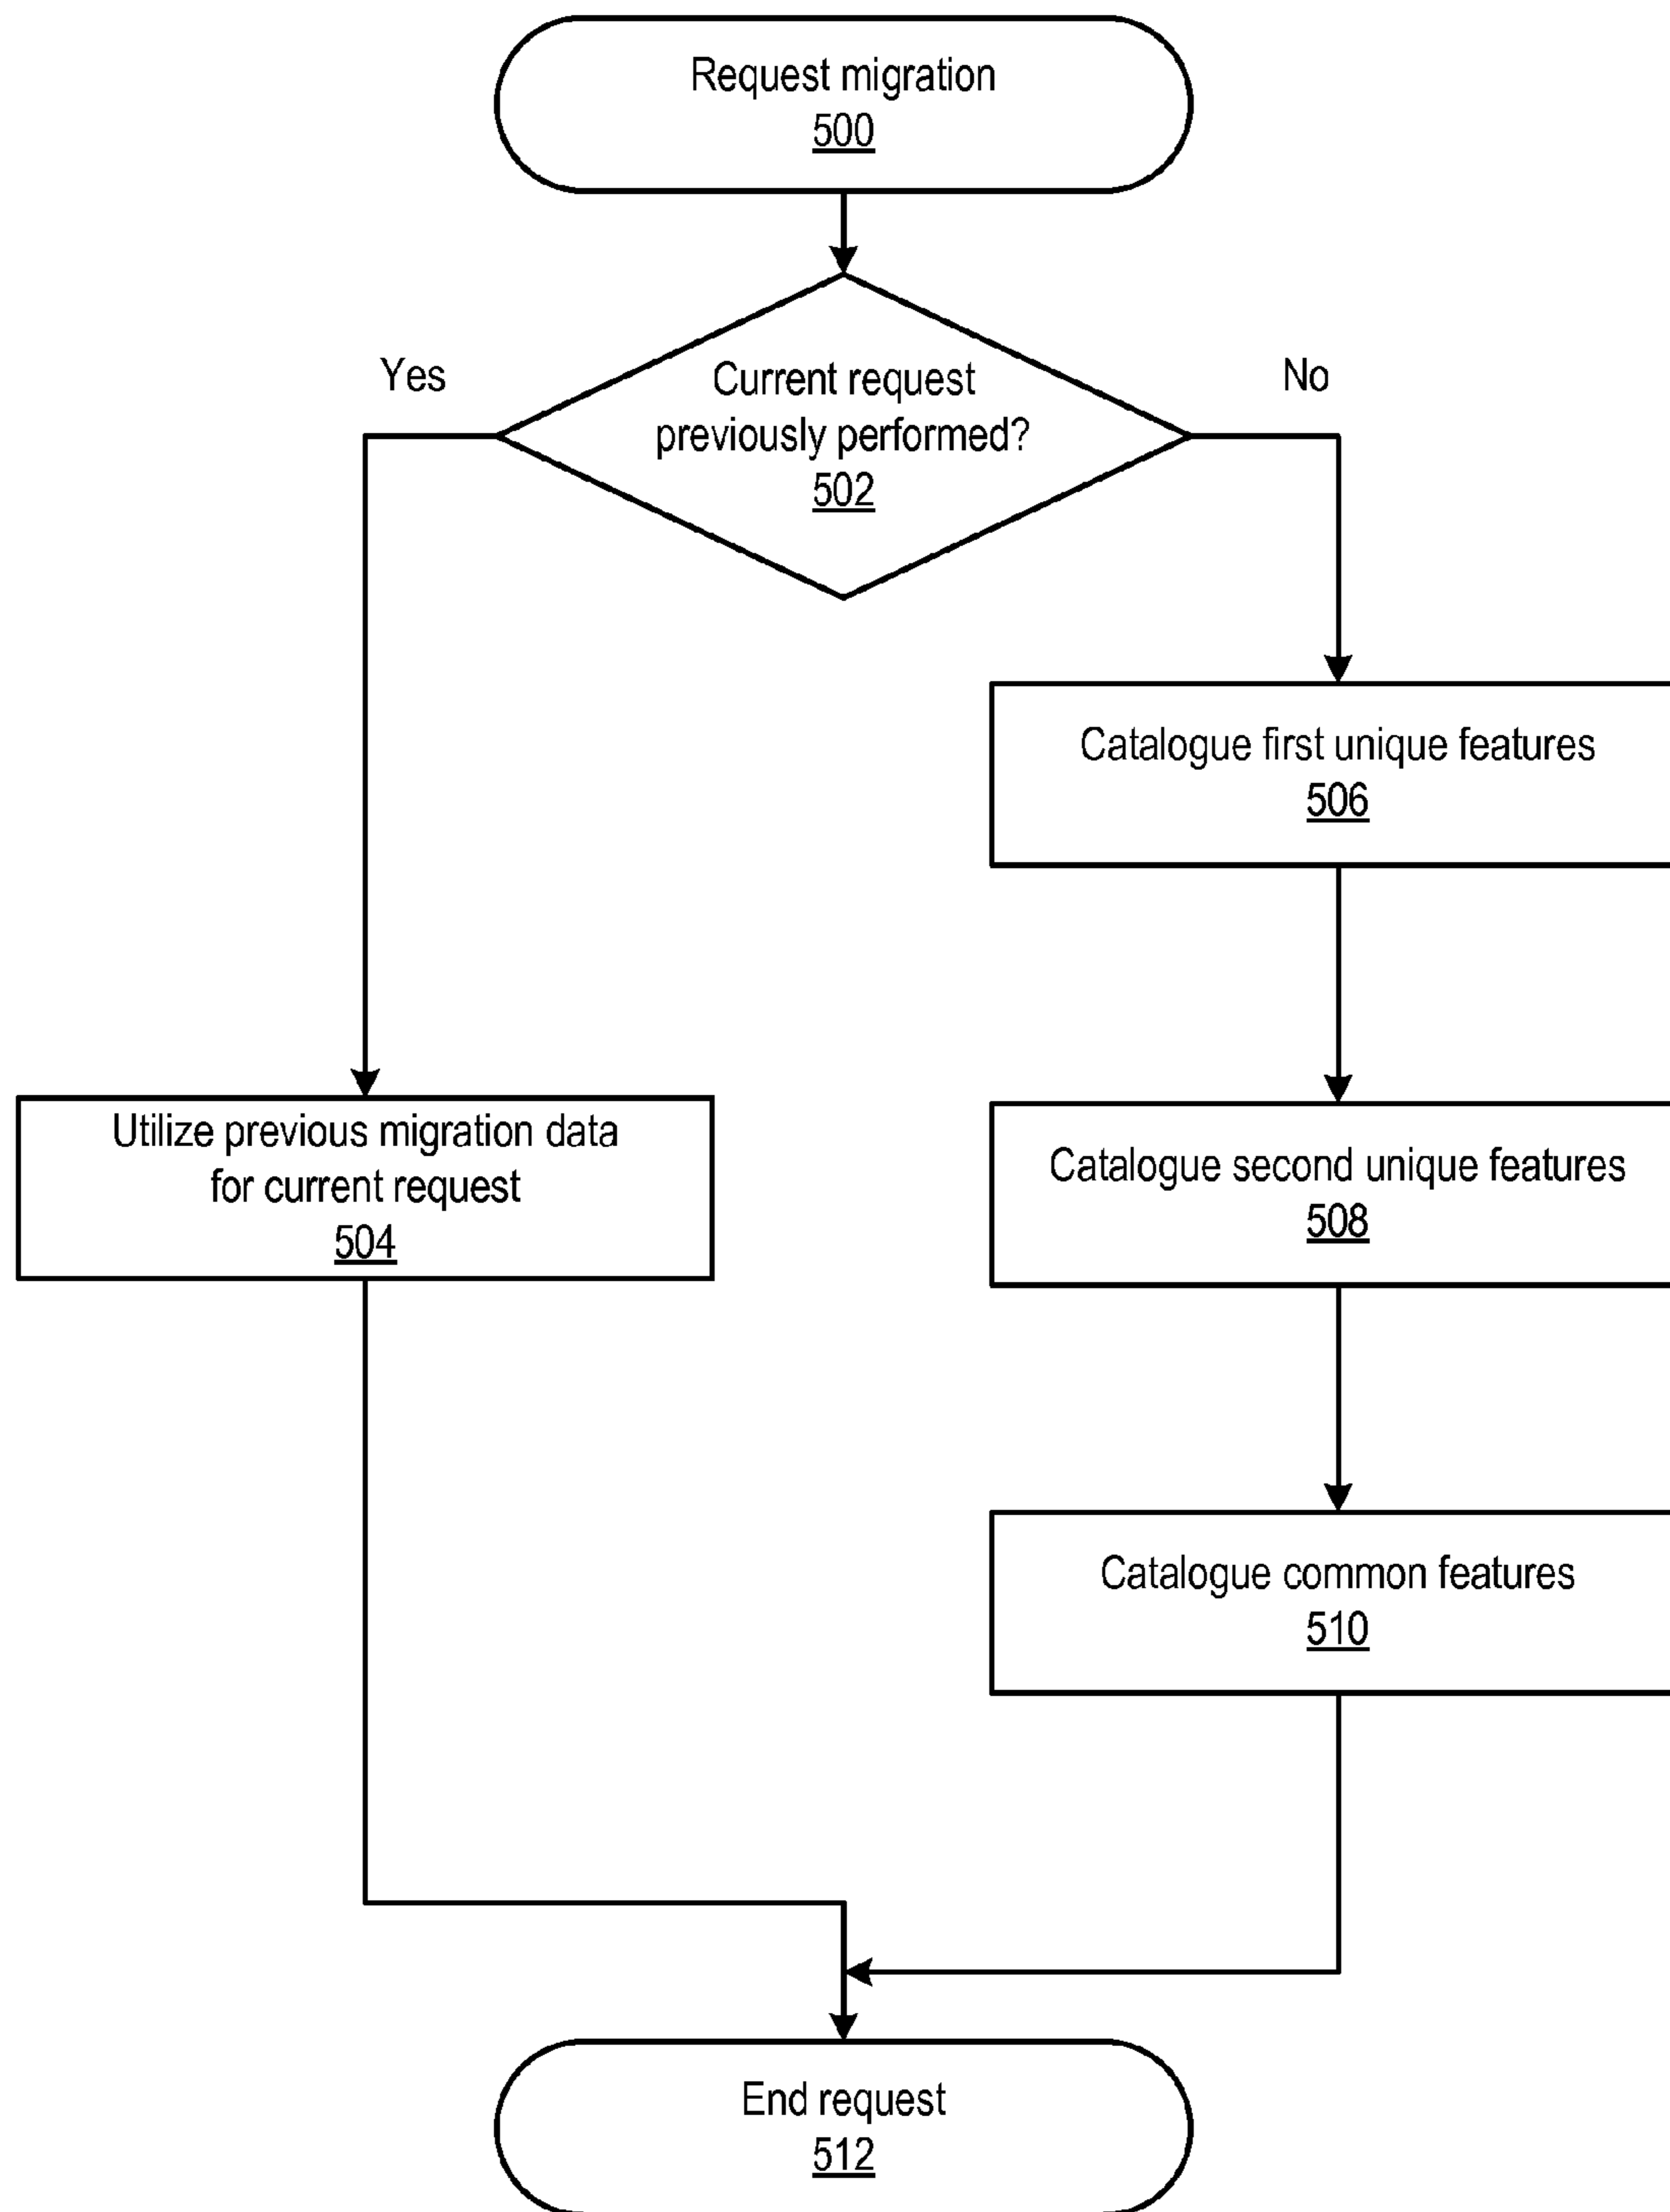 Request migration
500
Current request
previously performed?
502
Yes
No
Catalogue first unique features
506
Utilize previous migration data
for current request
504
Catalogue second unique features
508
Catalogue common features
510
End request
512